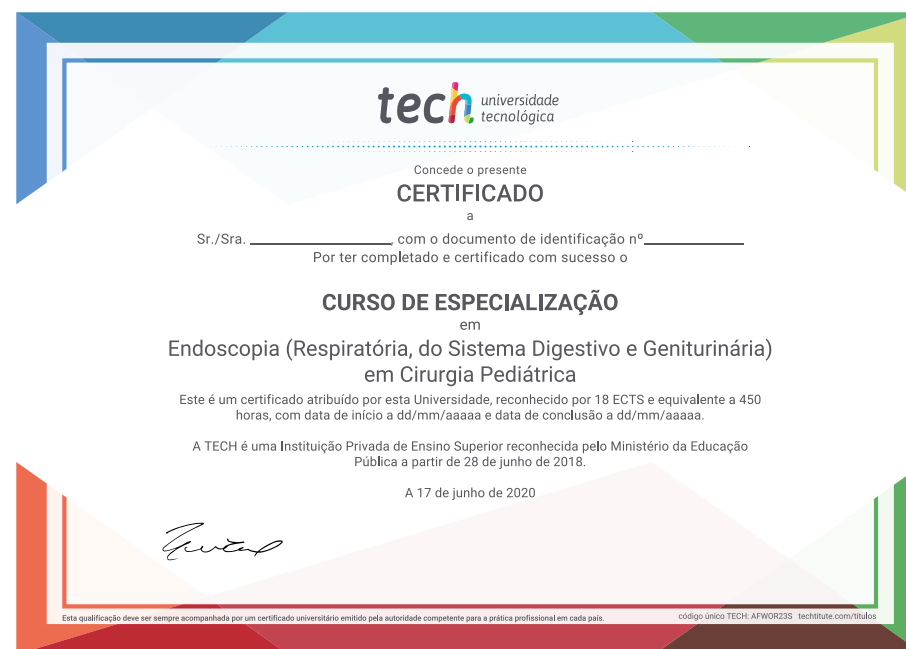 tech universidade
tecnológica
Concede o presente
CERTIFICADO
a
Sr./Sra. , com o documento de identificação nº
Por ter completado e certificado com sucesso o
CURSO DE ESPECIALIZAÇÃO
em
Endoscopia (Respiratória, do Sistema Digestivo e Geniturinária)
em Cirurgia Pediátrica
Este é um certificado atribuído por esta Universidade, reconhecido por 18 ECTS e equivalente a 450
horas, com data de início a dd/mm/aaaaa e data de conclusão a dd/mm/aaaaa.
A TECH é uma Instituição Privada de Ensino Superior reconhecida pelo Ministério da Educação
Pública a partir de 28 de junho de 2018.
A 17 de junho de 2020
Esta qualificação deve ser sempre acompanhada por um certificado universitário emitido pela autoridade competente para a prática profissional em cada país.
código único TECH: AFWOR23S techtitute.com/titulos